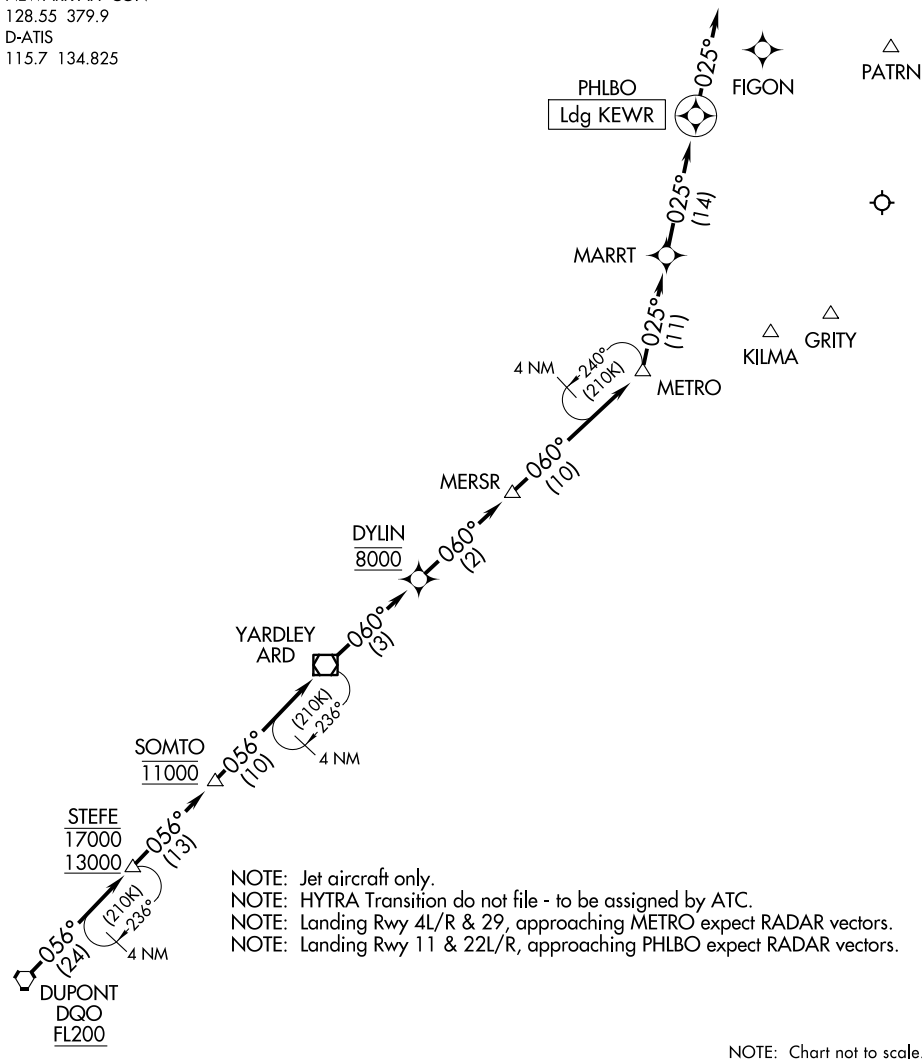 128.55 379.9
D-ATIS
115.7 134.825
025°
FIGON
PATRN
PHLBO
Ldg KEWR
025°
(14)
MARRT
025°
(11)
KILMA
GRITY
4 NM
240°
(210K)
METRO
060°
(10)
MERSR
DYLIN
8000
060°
(2)
YARDLEY
ARD
060°
(3)
(210K)
236°
4 NM
SOMTO
11000
056°
(10)
STEFE
17000
13000
056°
(13)
(210K)
236°
4 NM
056°
(24)
DUPONT
DQO
FL200
NOTE: Jet aircraft only.
NOTE: HYTRA Transition do not file - to be assigned by ATC.
NOTE: Landing Rwy 4L/R & 29, approaching METRO expect RADAR vectors.
NOTE: Landing Rwy 11 & 22L/R, approaching PHLBO expect RADAR vectors.
NOTE: Chart not to scale.